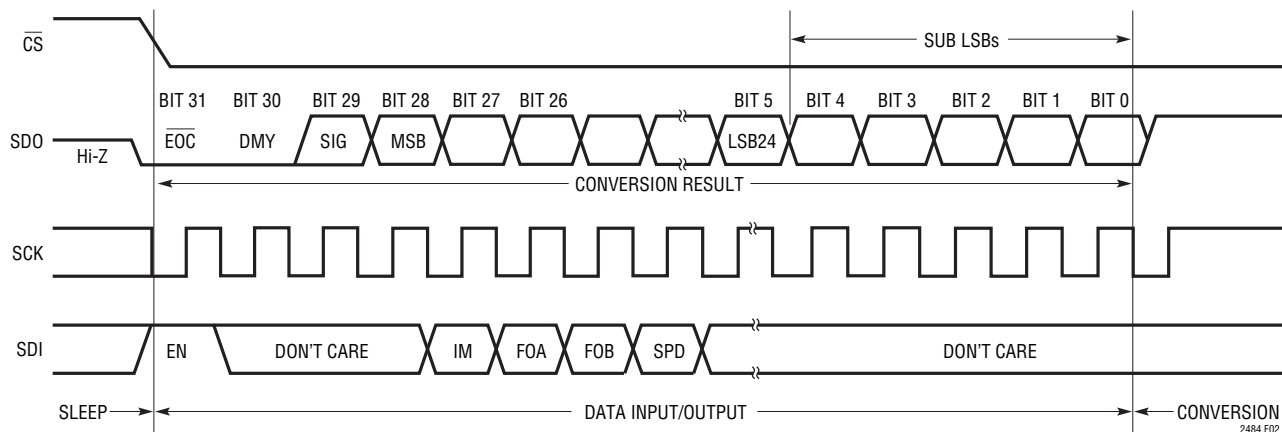 CS
SUB LSBs
BIT 31 BIT 30 BIT 29 BIT 28 BIT 27 BIT 26 BIT 5 BIT 4 BIT 3 BIT 2 BIT 1 BIT 0
SDO
Hi-Z
EOC DMY SIG MSB LSB24
CONVERSION RESULT
SCK
SDI
EN DON'T CARE IM FOA FOB SPD DON'T CARE
SLEEP DATA INPUT/OUTPUT CONVERSION
2484 F02